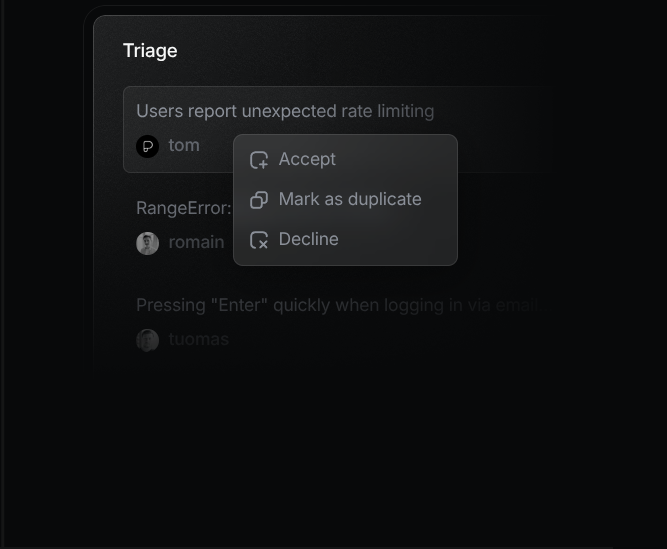 Triage
Users report unexpected rate limiting
tom
Accept
Mark as duplicate
RangeError:
romain
Decline
Pressing "Enter" quickly when logging in via email
tuomas